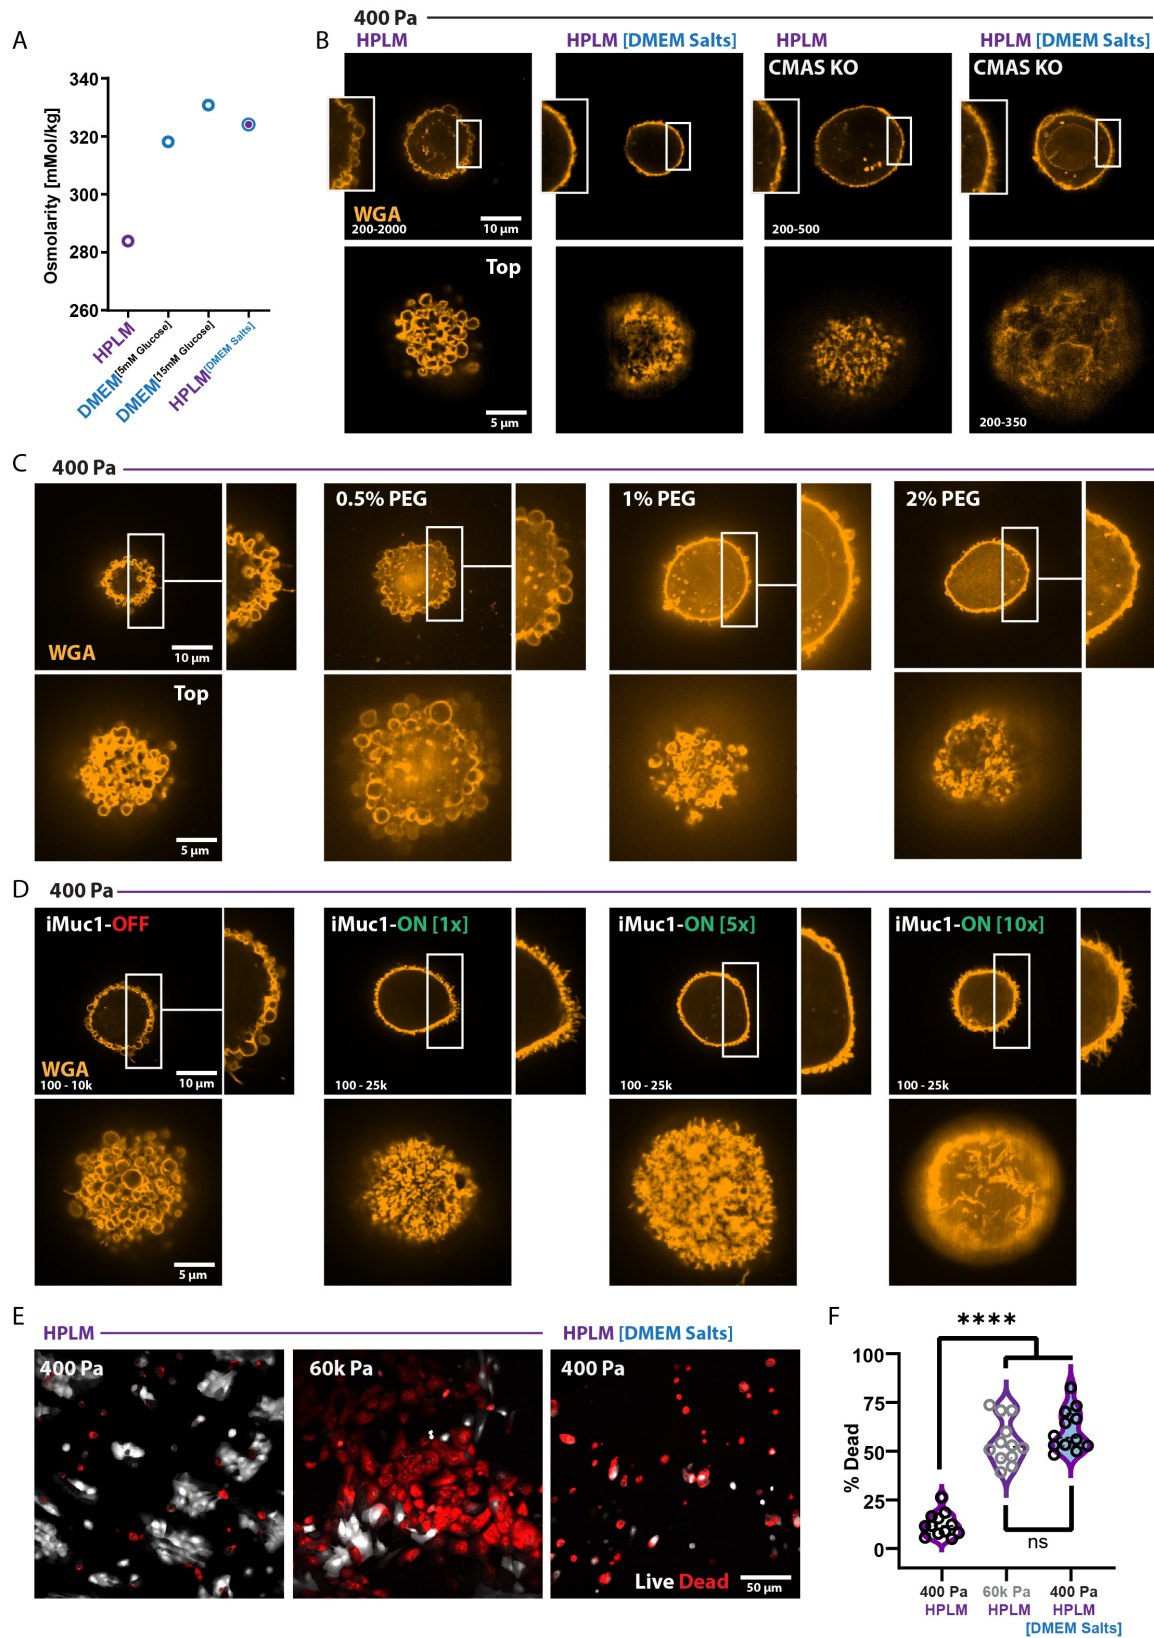 A
Osmolarity [mMol/kg]
340
320
300
280
260
HPLM
DMEM[5mM Glucose]
DMEM[15mM Glucose]
HPLM[DMEM Salts]
B
400 Pa
HPLM
HPLM [DMEM Salts]
HPLM
HPLM [DMEM Salts]
CMAS KO
CMAS KO
WGA
200-2000
10 µm
200-500
Top
5 µm
200-350
C
400 Pa
0.5% PEG
1% PEG
2% PEG
WGA
10 µm
Top
5 µm
D
400 Pa
iMuc1-OFF
iMuc1-ON [1x]
iMuc1-ON [5x]
iMuc1-ON [10x]
WGA
100 - 10k
10 µm
100 - 25k
100 - 25k
100 - 25k
5 µm
E
HPLM
HPLM [DMEM Salts]
400 Pa
60k Pa
400 Pa
Live Dead
50 µm
F
****
% Dead
100
75
50
25
0
ns
400 Pa
HPLM
60k Pa
HPLM
400 Pa
HPLM
[DMEM Salts]